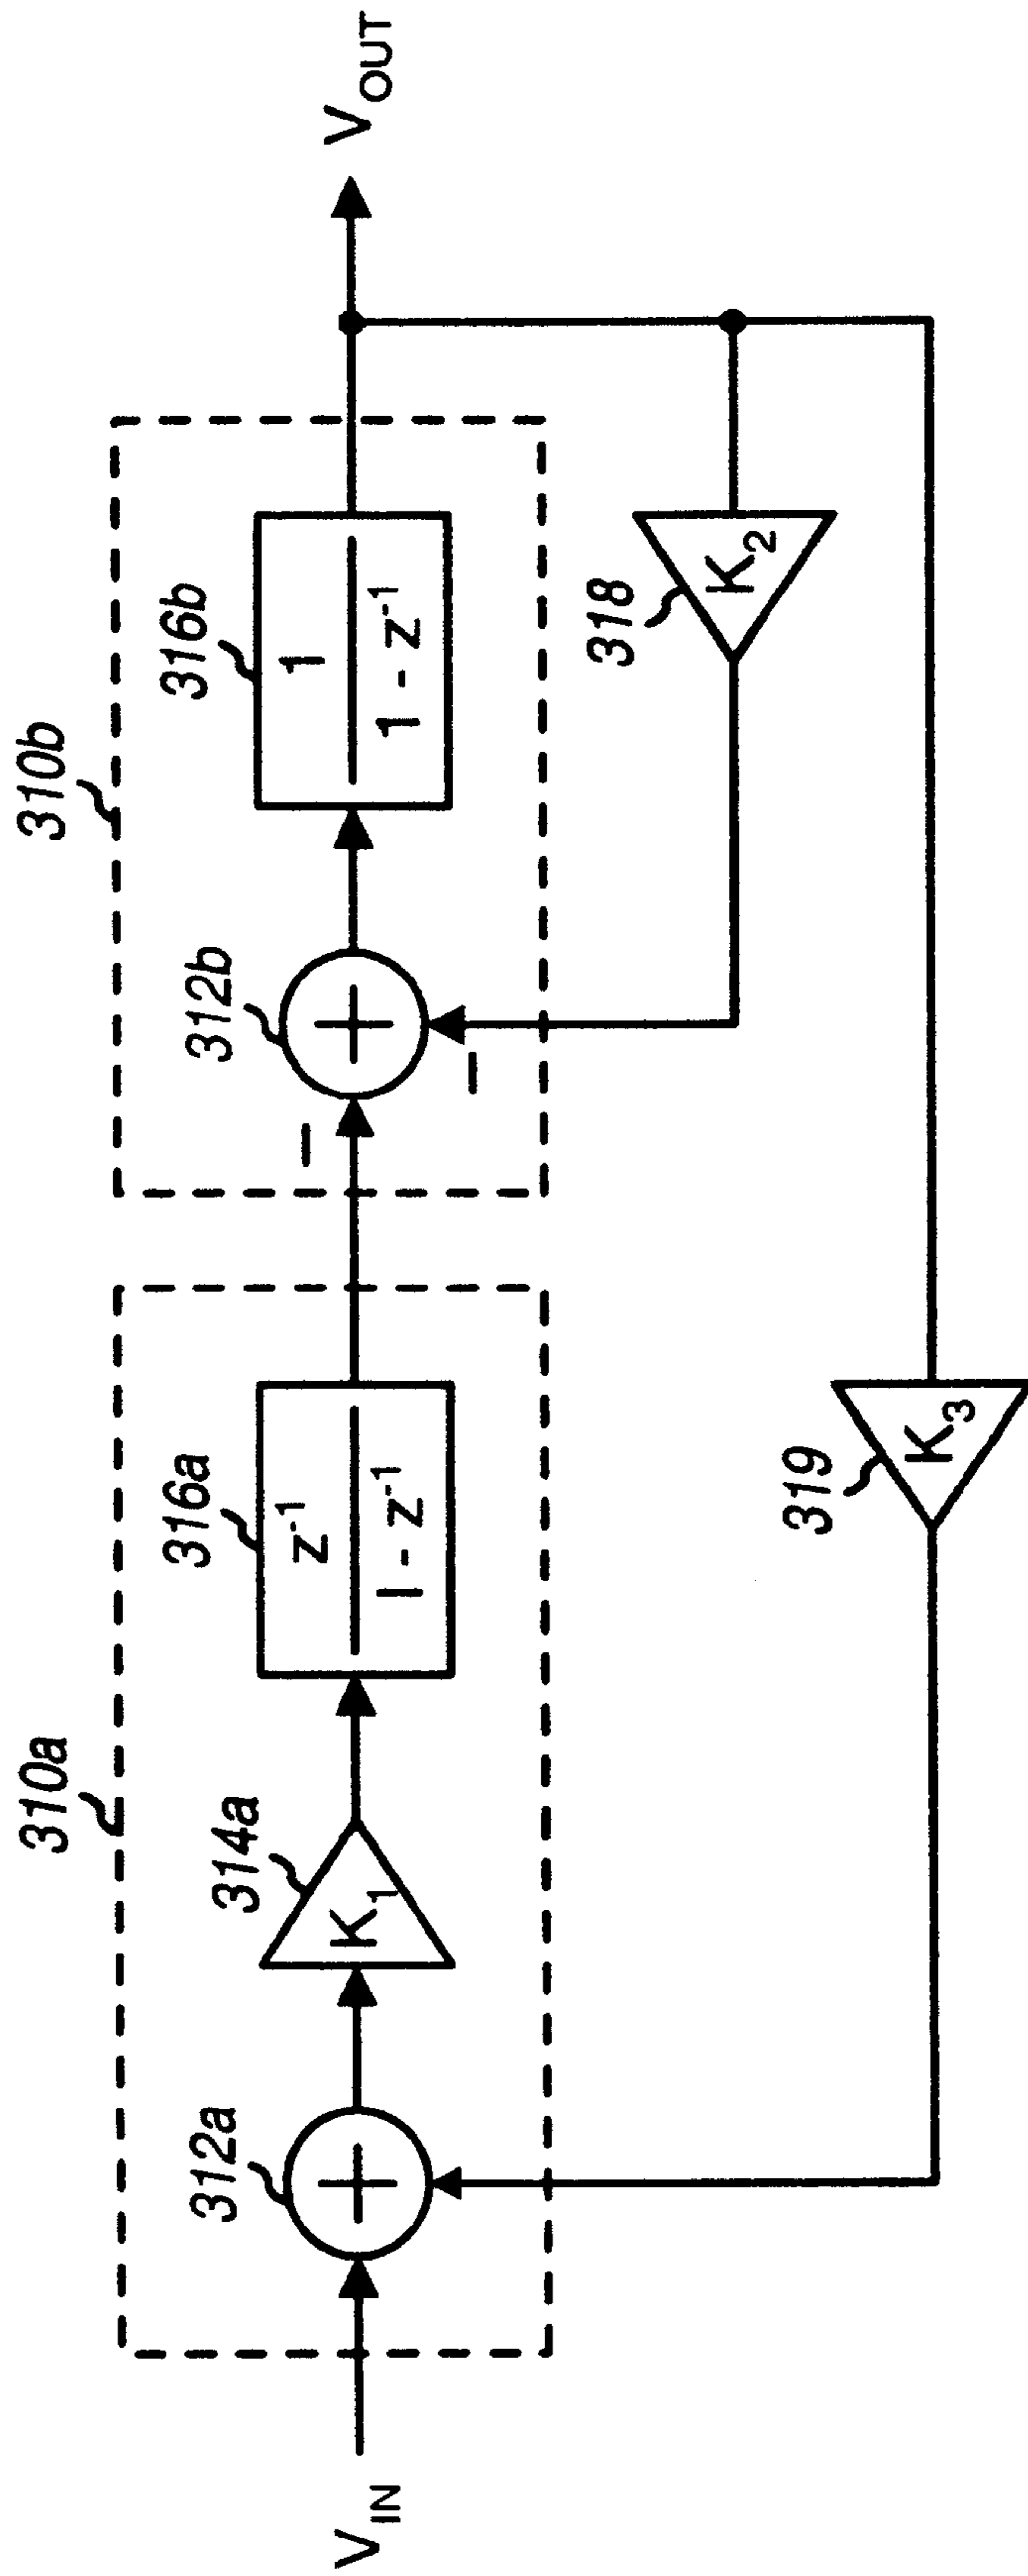 310a
310b
312a
314a
316a
312b
316b
V_IN
+
K_1
z^-1
I - z^-1
−
+
1
1 - z^-1
V_OUT
−
318
K_2
319
K_3